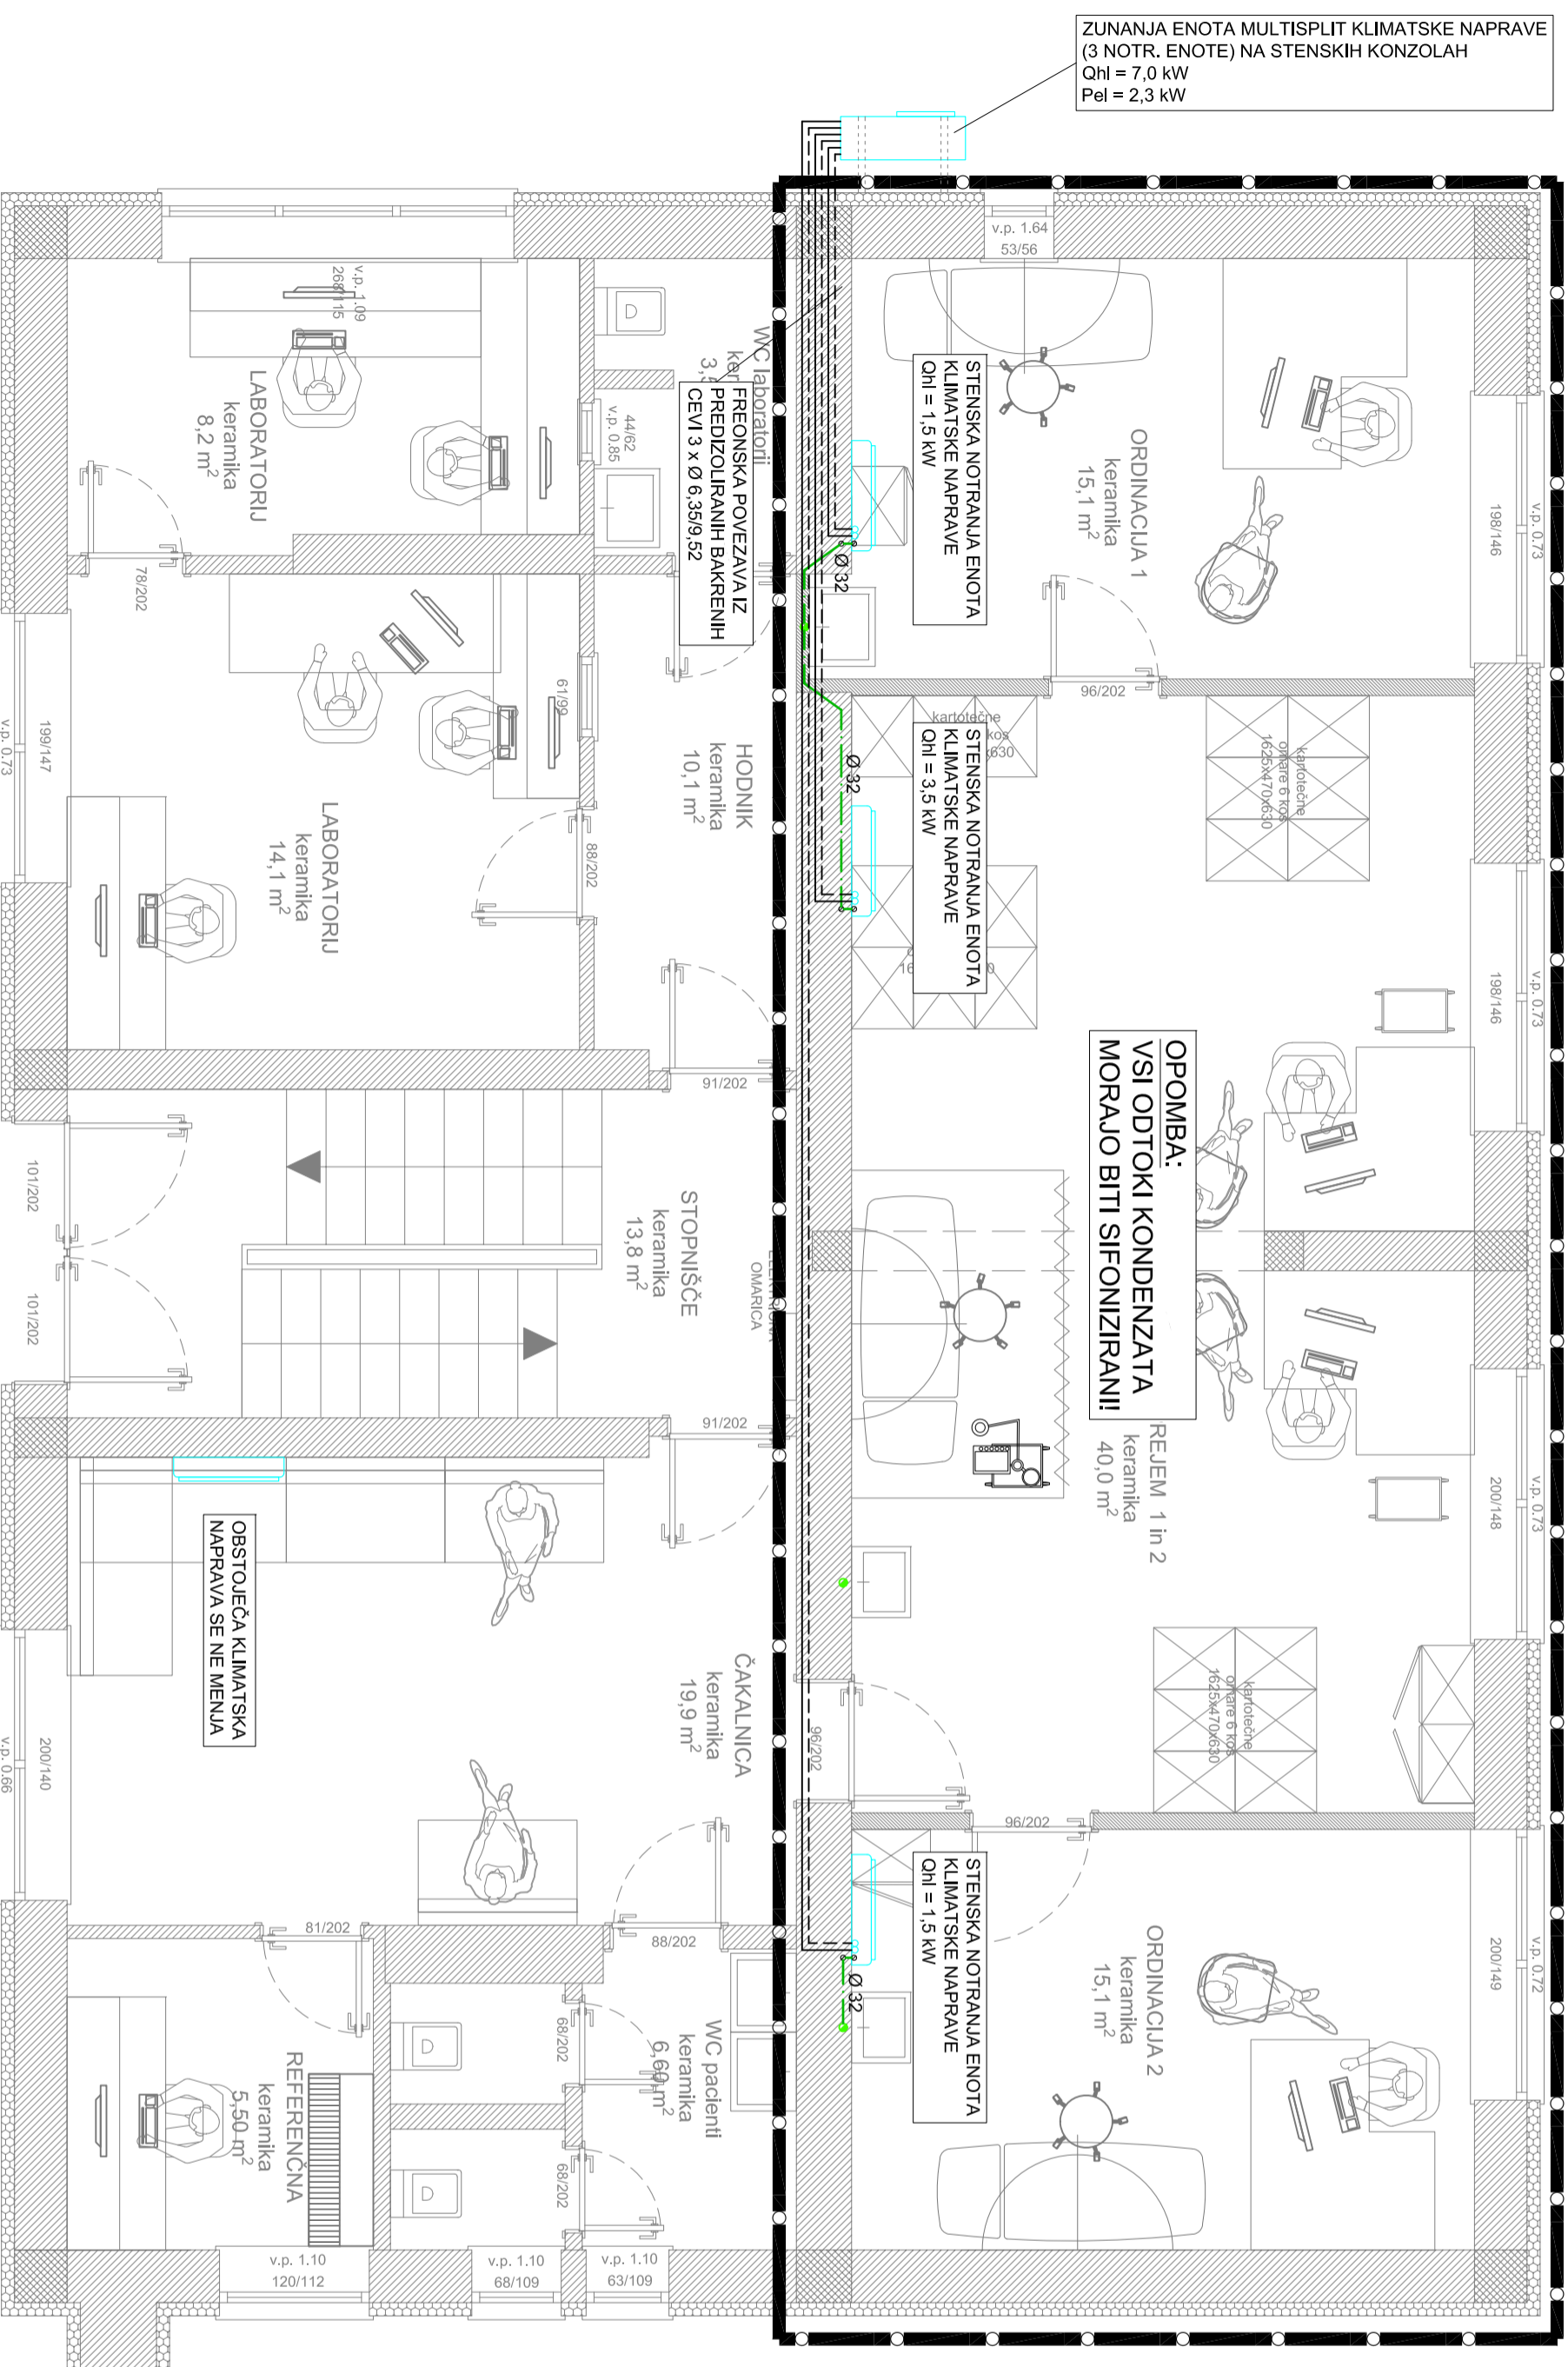 ZUNANJA ENOTA MULTISPLIT KLIMATSKE NAPRAVE
(3 NOTR. ENOTE) NA STENSKIH KONZOLAH
Qhl = 7,0 kW
Pel = 2,3 kW
v.p. 1.64
53/56
v.p. 1.09
268/115
LABORATORIJ
keramika
8,2 m²
78/202
WC laboratorij
44/62
v.p. 0.85
FREONSKA POVEZAVA IZ
PREDIZOLIRANIH BAKRENIH
CEVI 3 x Ø 6,35/9,52
STENSKA NOTRANJA ENOTA
KLIMATSKE NAPRAVE
Qhl = 1,5 kW
Ø 32
ORDINACIJA 1
keramika
15,1 m²
v.p. 0.73
198/146
96/202
61/99
199/147
v.p. 0.73
LABORATORIJ
keramika
14,1 m²
88/202
HODNIK
keramika
10,1 m²
Ø 32
kartotečne
STENSKA NOTRANJA ENOTA
KLIMATSKE NAPRAVE
Qhl = 3,5 kW
kartotečne
omare 6 kos
1625x470x630
v.p. 0.73
198/146
91/202
OPOMBA:
VSI ODTOKI KONDENZATA
MORAJO BITI SIFONIZIRANI!
101/202
101/202
STOPNIŠČE
keramika
13,8 m²
OMARICA
91/202
REJEM 1 in 2
keramika
40,0 m²
v.p. 0.73
200/148
OBSTOJEČA KLIMATSKA
NAPRAVA SE NE MENJA
ČAKALNICA
keramika
19,9 m²
96/202
kartotečne
omare 6 kos
1625x470x630
200/140
v.p. 0.66
96/202
81/202
88/202
STENSKA NOTRANJA ENOTA
KLIMATSKE NAPRAVE
Qhl = 1,5 kW
Ø 32
ORDINACIJA 2
keramika
15,1 m²
v.p. 0.72
200/149
REFERENČNA
keramika
5,50 m²
68/202
WC pacienti
keramika
6,60 m²
68/202
v.p. 1.10
120/112
v.p. 1.10
68/109
v.p. 1.10
63/109